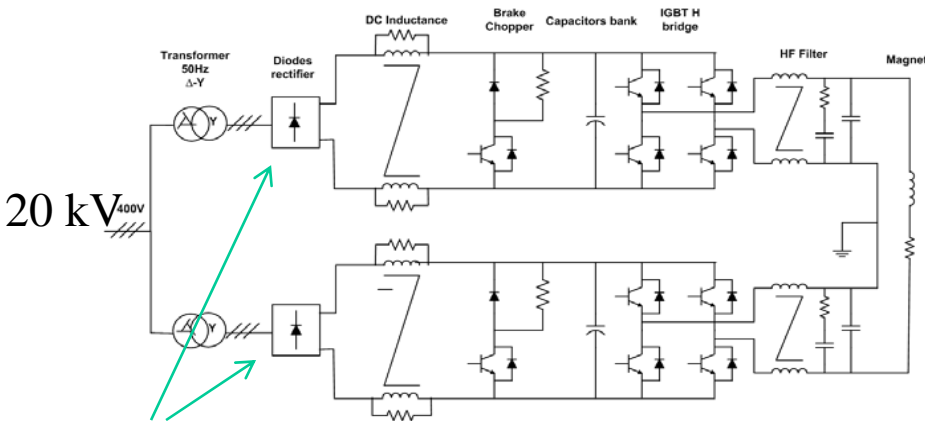 DC Inductance
Brake
Chopper
Capacitors bank
IGBT H
bridge
HF Filter
Magnet
Transformer
50Hz
Δ-Y
Diodes
rectifier
Y
20 kV
400V
Y